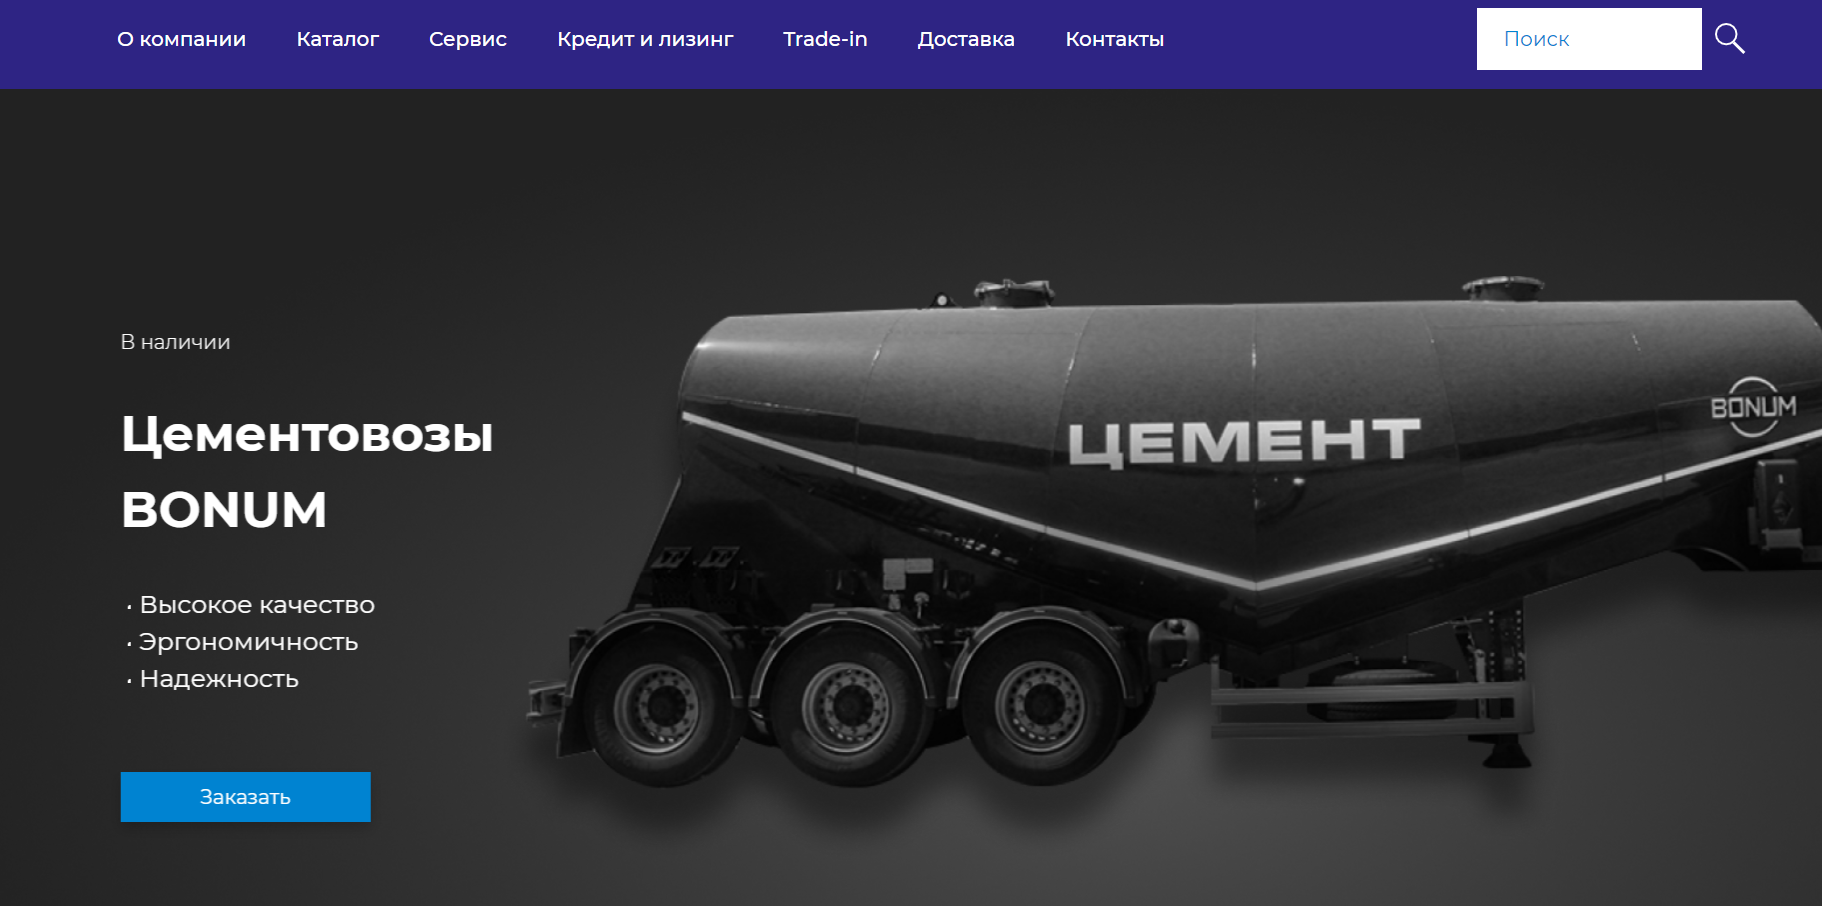 О компании Каталог Сервис Кредит и лизинг Trade-in Доставка Контакты Поиск
В наличии
Цементовозы
BONUM
· Высокое качество
· Эргономичность
· Надежность
Заказать
ЦЕМЕНТ
BONUM